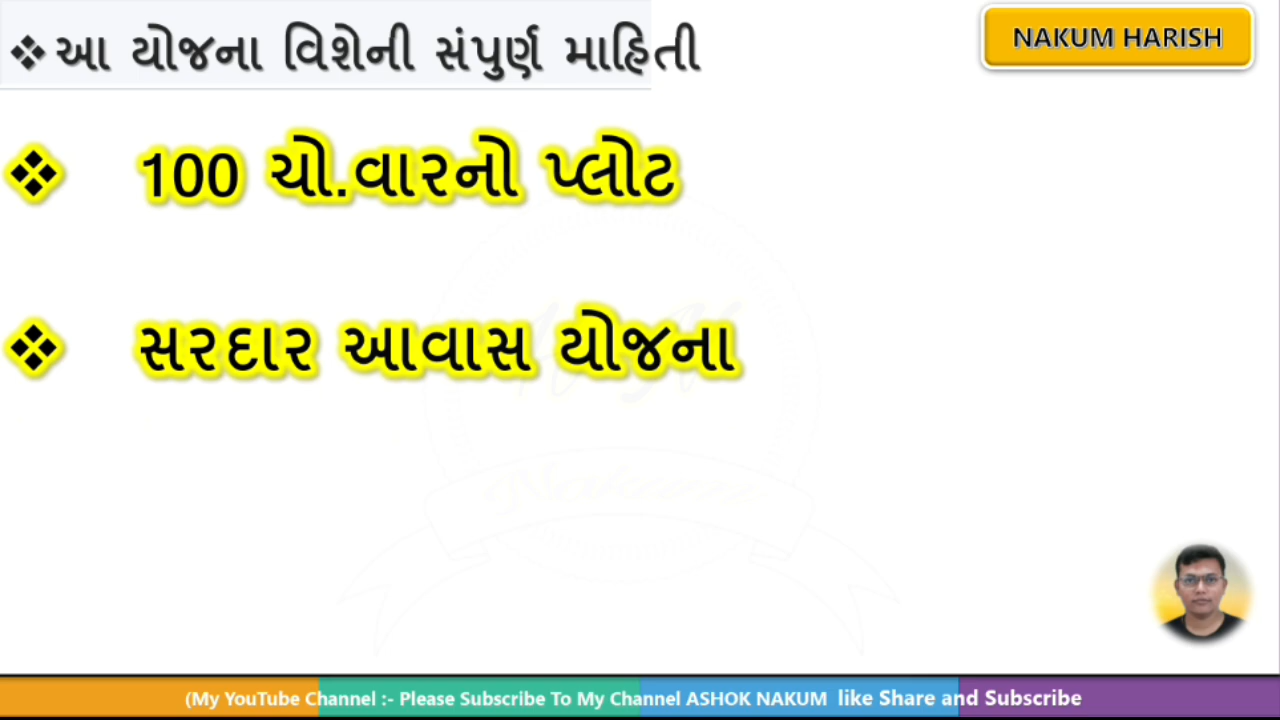 ❖આ યોજના વિશેની સંપુર્ણ માહિતી
NAKUM HARISH
❖ 100 ચો.વારનો પ્લોટ
❖ સરદાર આવાસ યોજના
(My YouTube Channel :- Please Subscribe To My Channel ASHOK NAKUM like Share and Subscribe